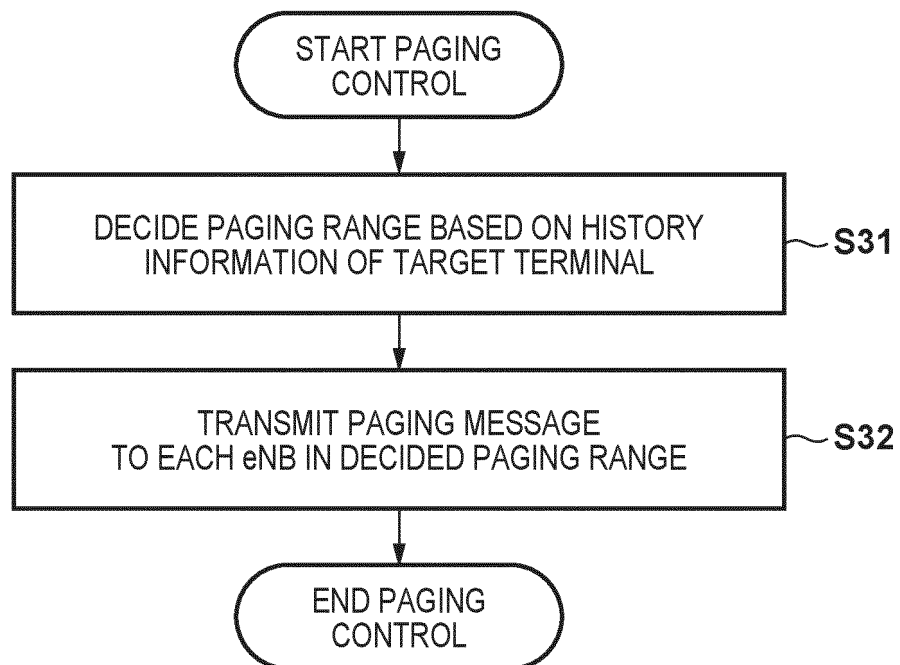 START PAGING
CONTROL
DECIDE PAGING RANGE BASED ON HISTORY
INFORMATION OF TARGET TERMINAL
S31
TRANSMIT PAGING MESSAGE
TO EACH eNB IN DECIDED PAGING RANGE
S32
END PAGING
CONTROL